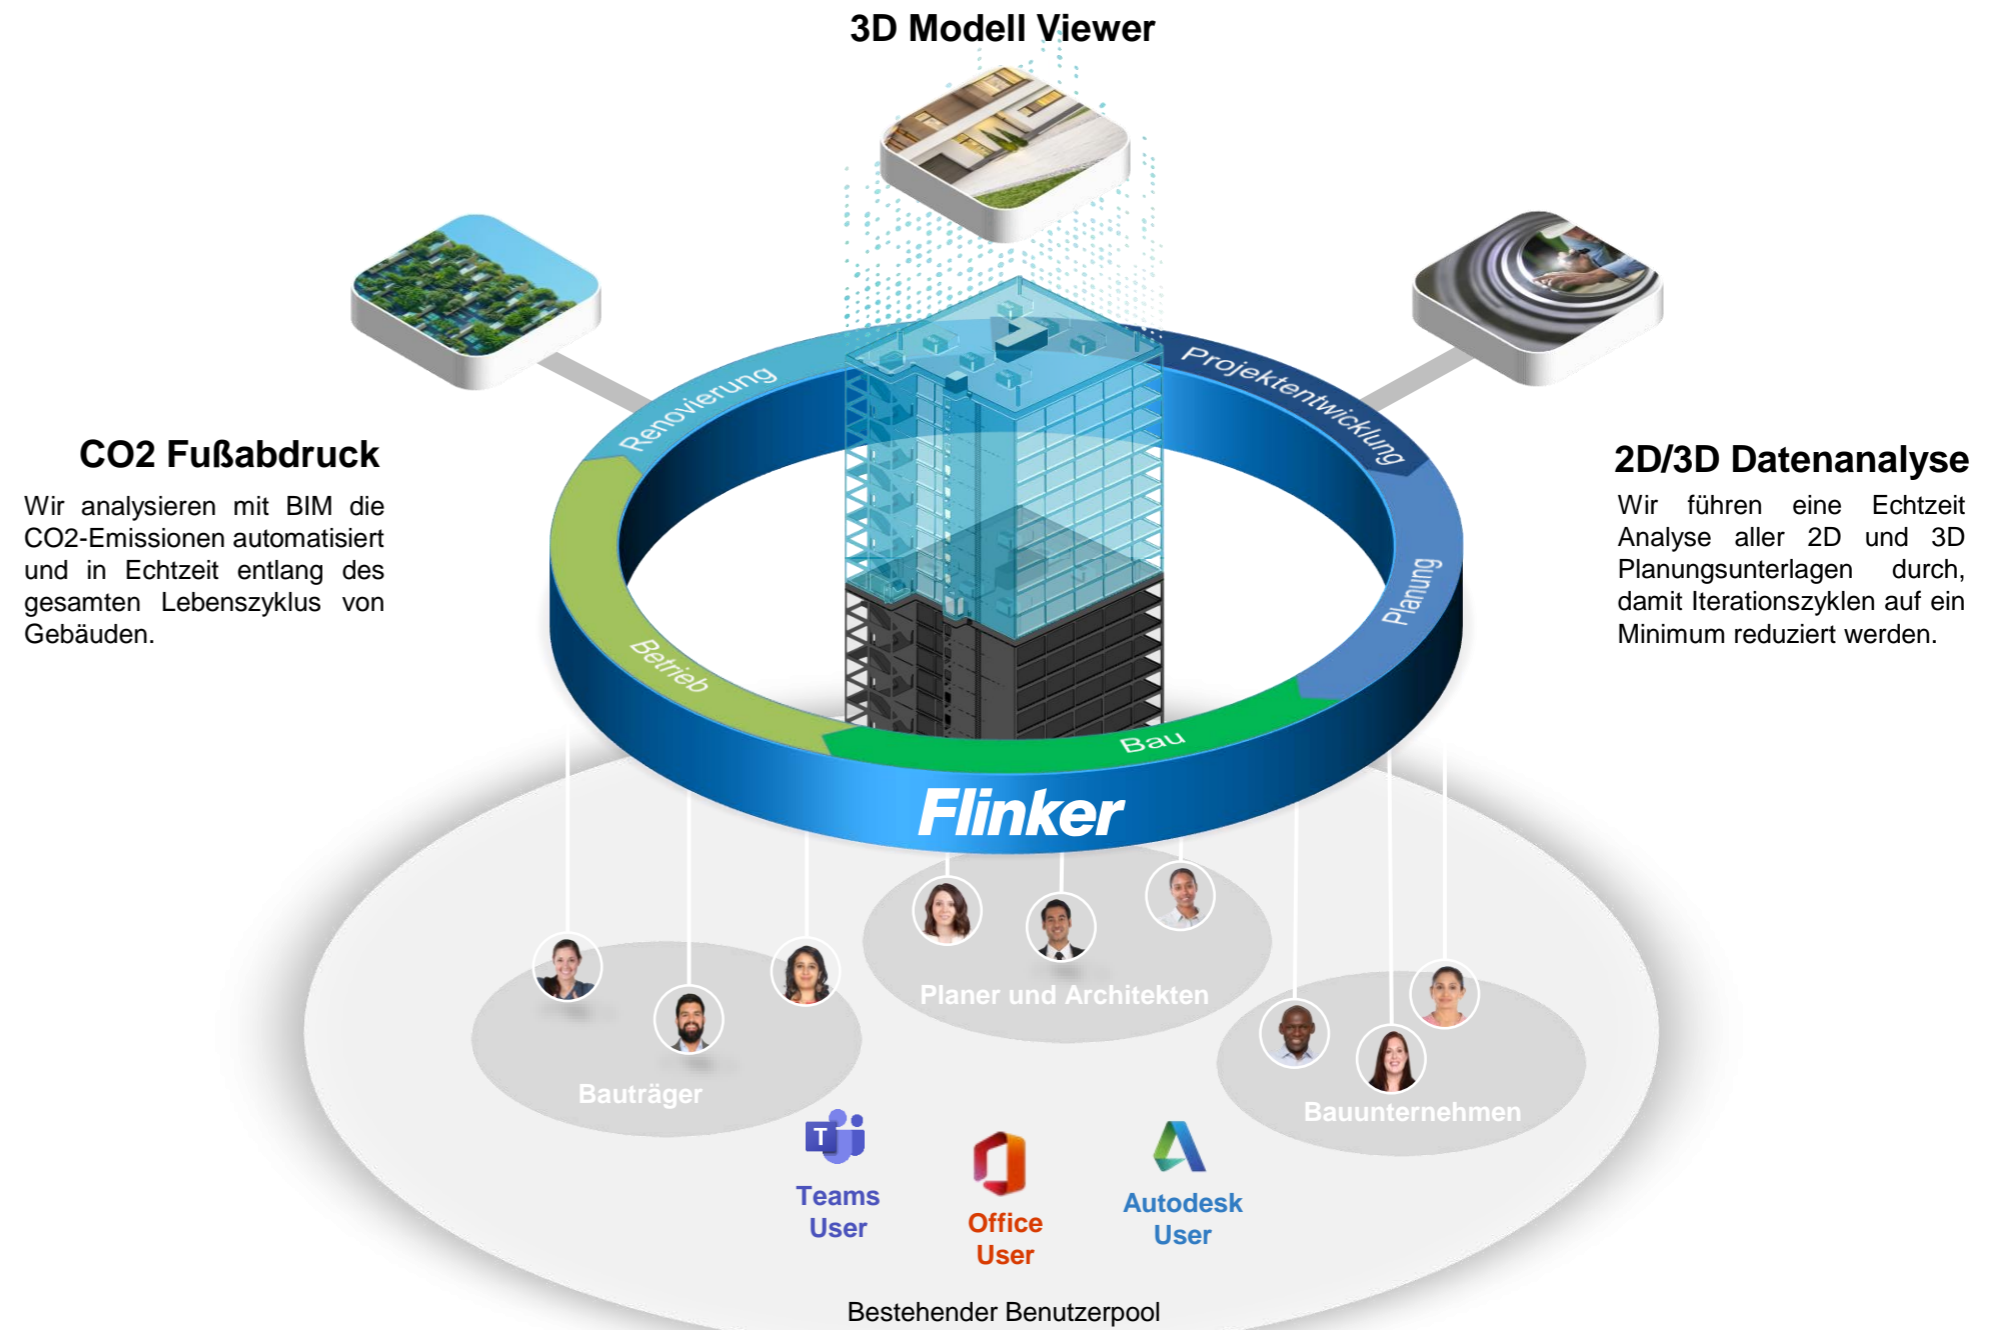 3D Modell Viewer
CO2 Fußabdruck
Wir analysieren mit BIM die
CO2-Emissionen automatisiert
und in Echtzeit entlang des
gesamten Lebenszyklus von
Gebäuden.
2D/3D Datenanalyse
Wir führen eine Echtzeit
Analyse aller 2D und 3D
Planungsunterlagen durch,
damit Iterationszyklen auf ein
Minimum reduziert werden.
Renovierung
Projektentwicklung
Planung
Betrieb
Bau
Flinker
Planer und Architekten
Bauträger
Bauunternehmen
T
Teams
User
Office
User
Autodesk
User
Bestehender Benutzerpool